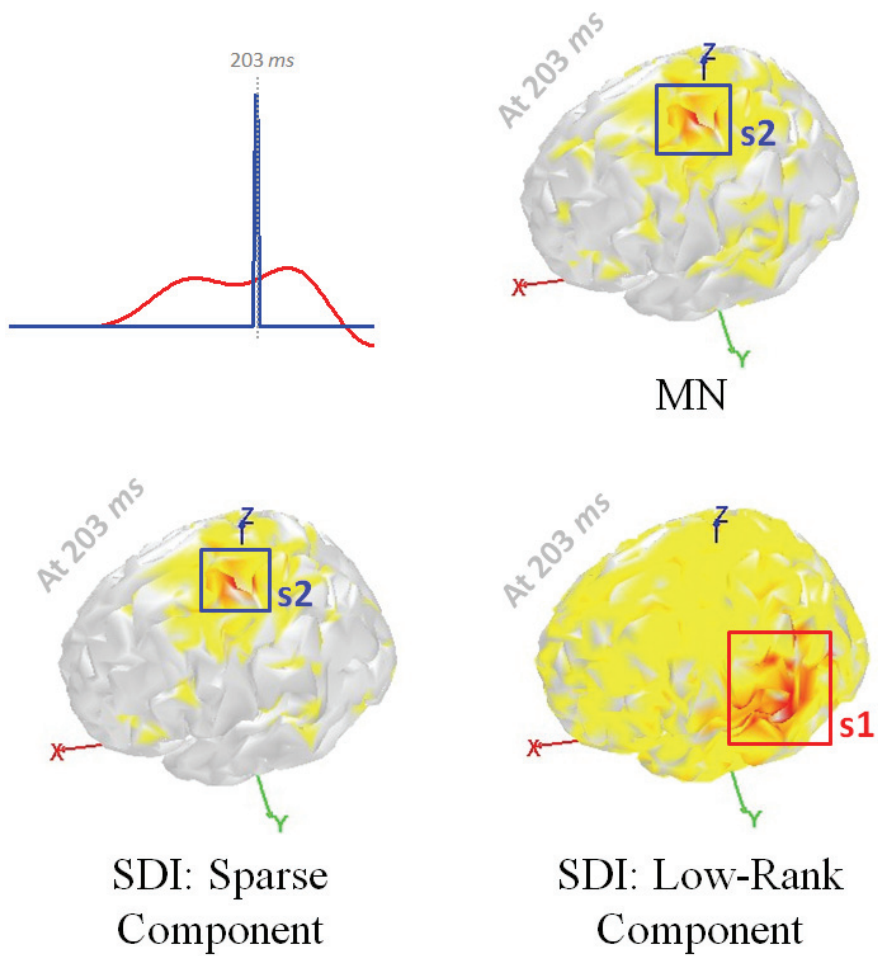 203 ms
At 203 ms
Z
s2
X
Y
MN
At 203 ms
Z
s2
X
Y
SDI: Sparse
Component
At 203 ms
Z
s1
X
Y
SDI: Low-Rank
Component